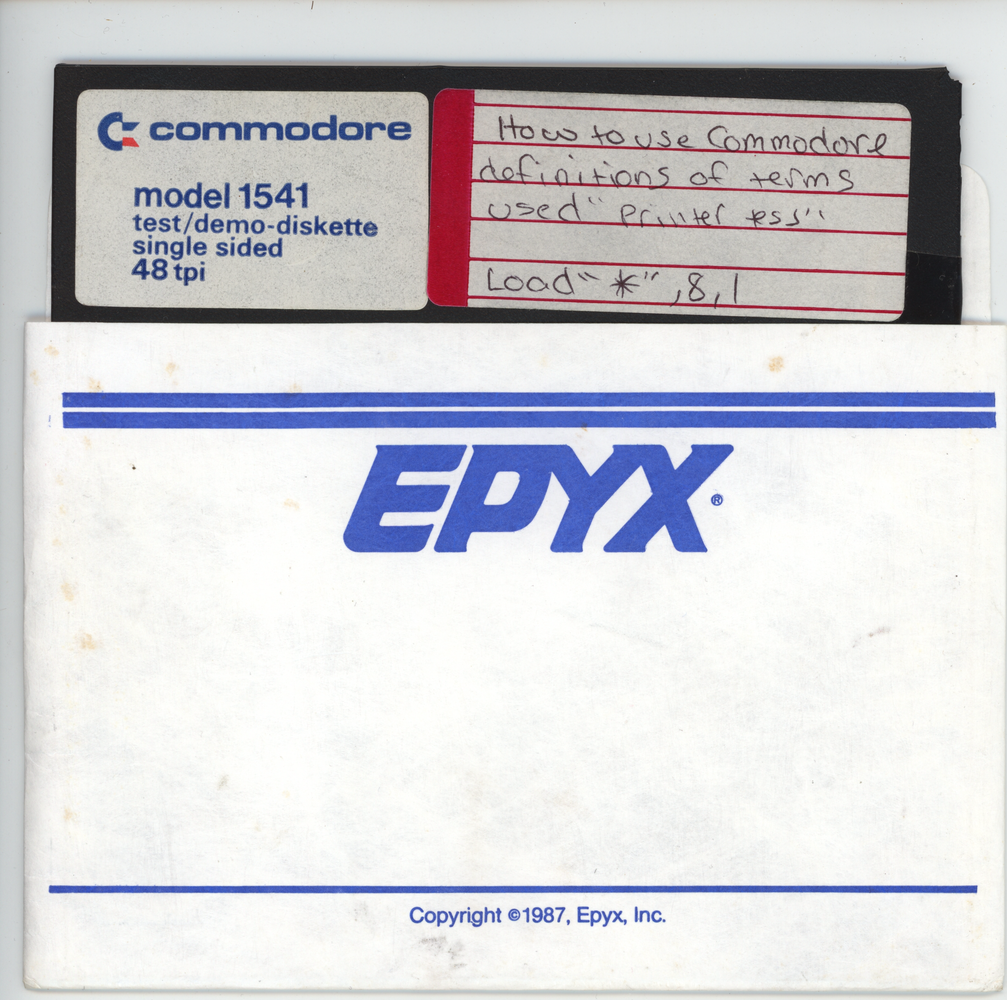 commodore
model 1541
test/demo-diskette
single sided
48 tpi
How to use Commodore
definitions of terms
used "Printer tess"
Load "*",8,1
EPYX®
Copyright ©1987, Epyx, Inc.